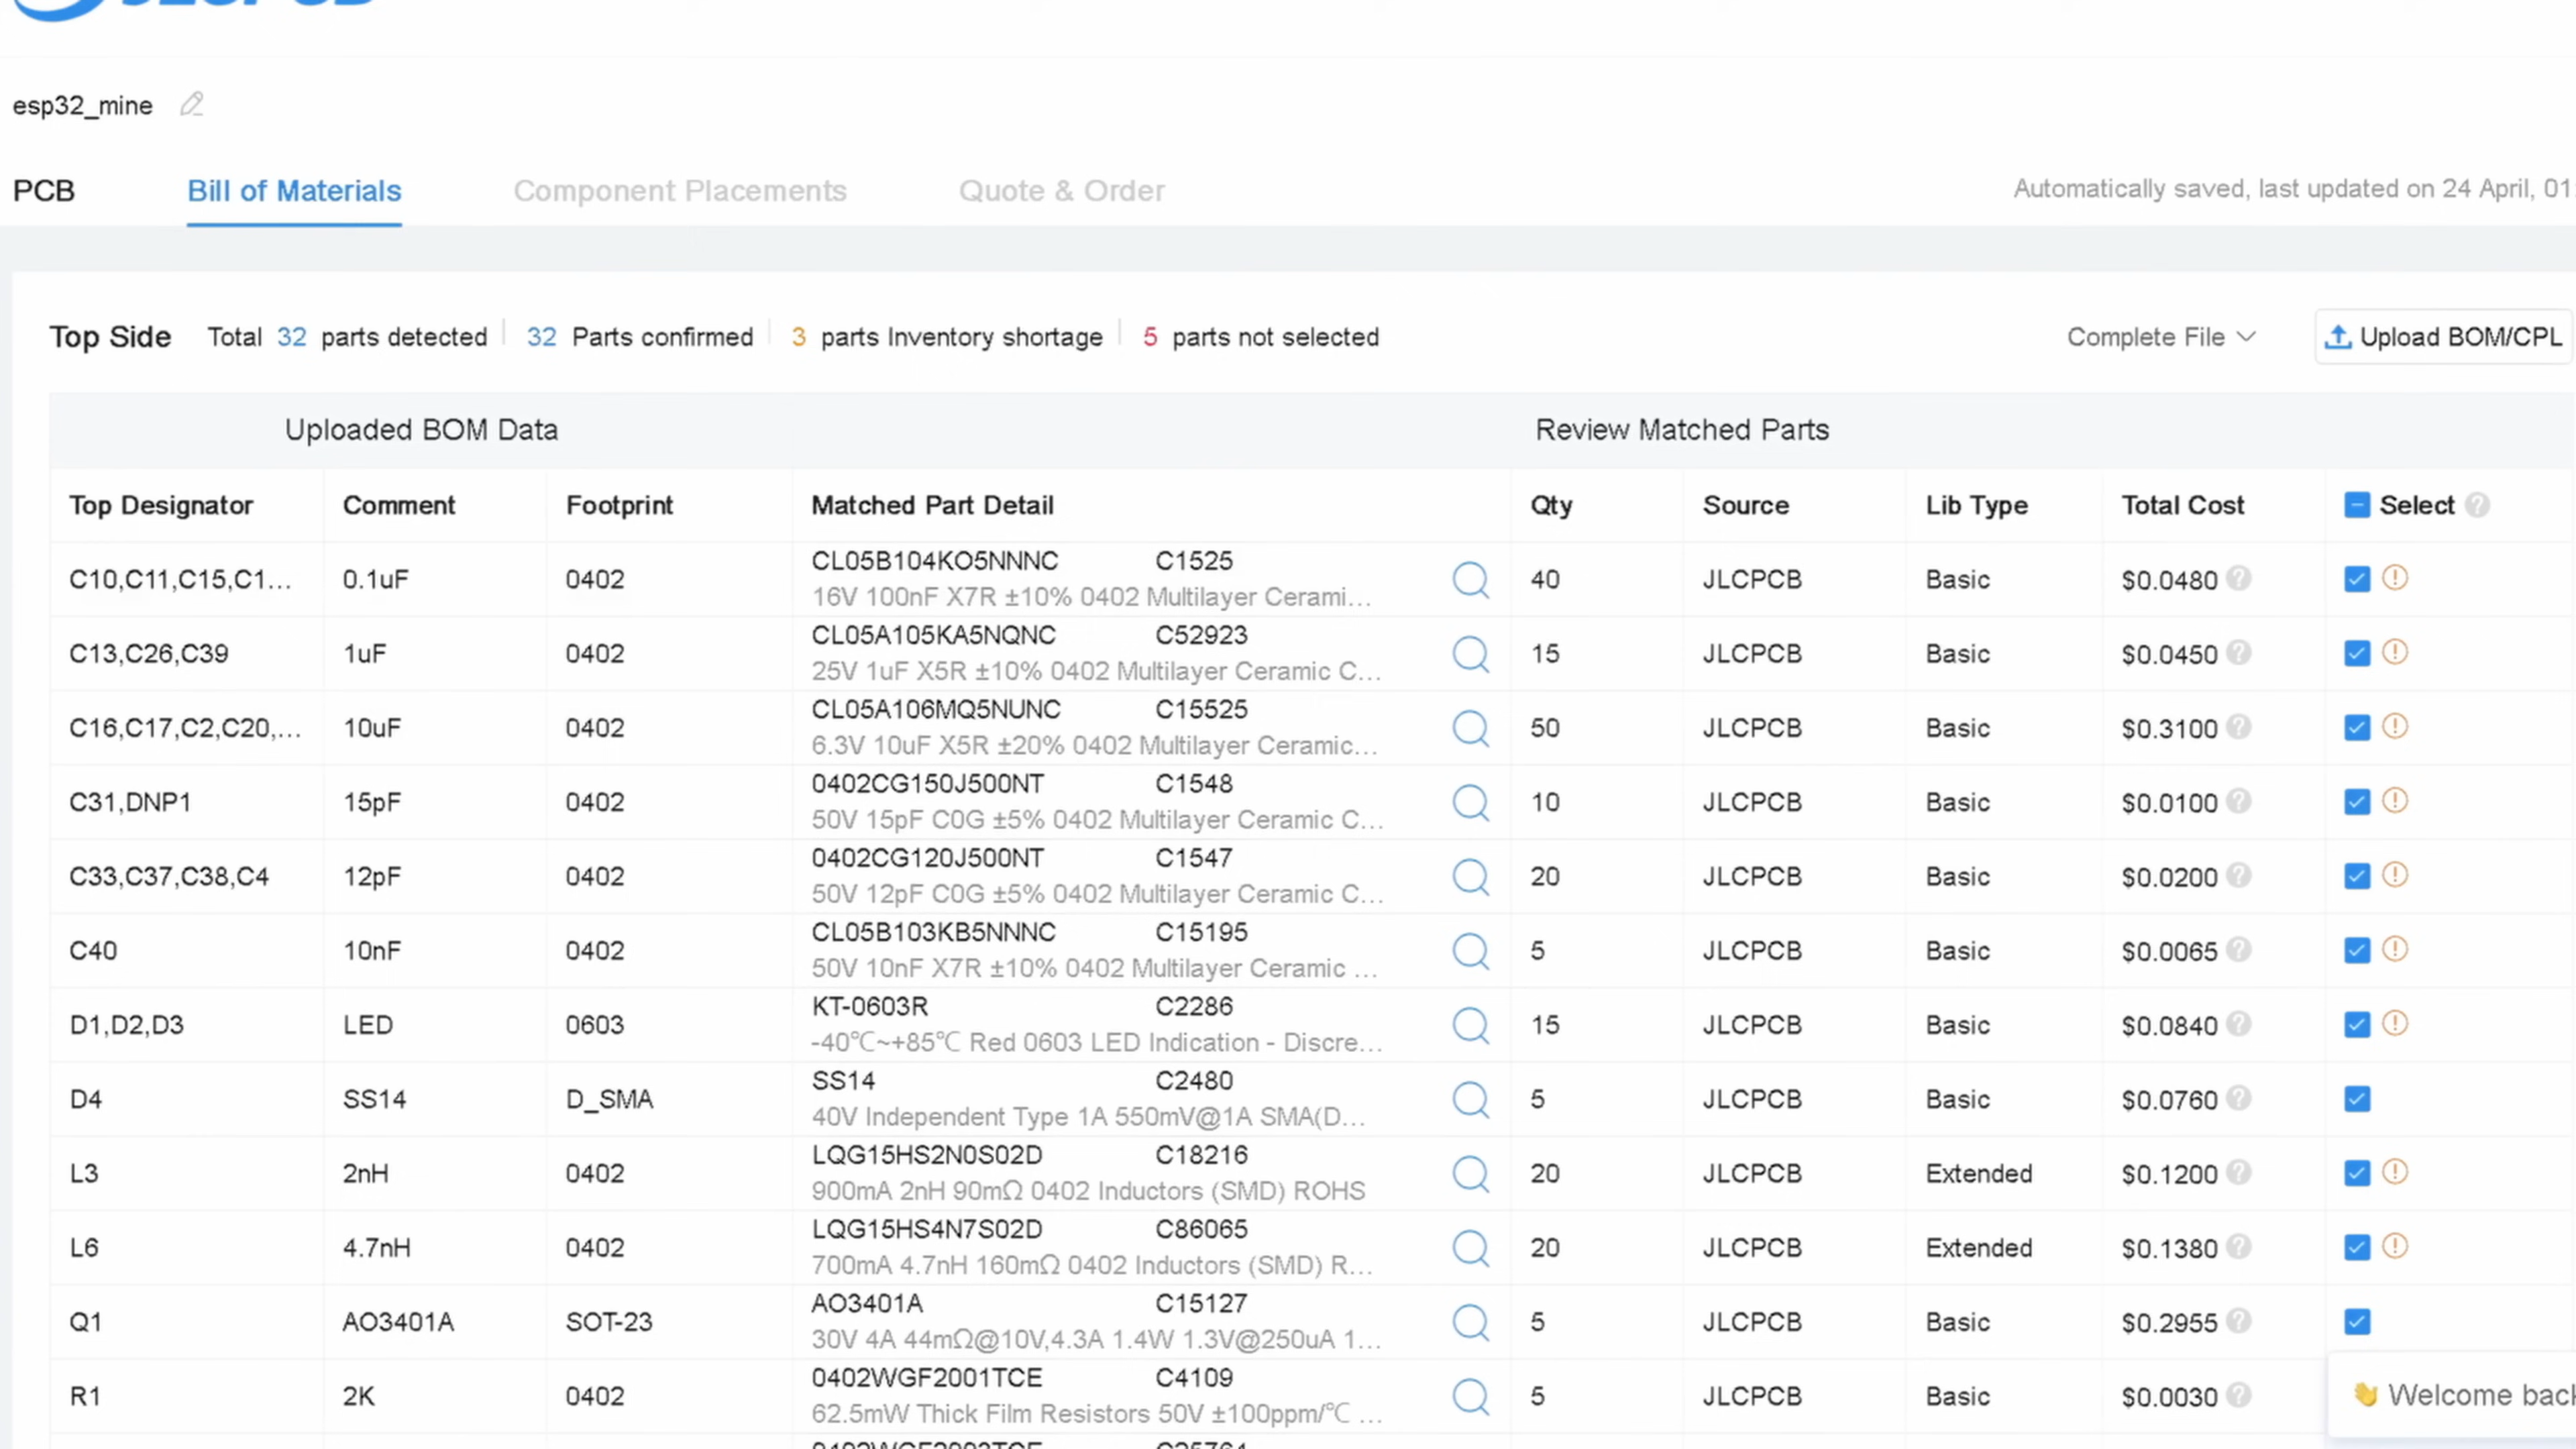 esp32_mine
PCB Bill of Materials Component Placements Quote & Order Automatically saved, last updated on 24 April, 01
Top Side Total 32 parts detected 32 Parts confirmed 3 parts Inventory shortage 5 parts not selected Complete File Upload BOM/CPL
Uploaded BOM Data Review Matched Parts
Top Designator Comment Footprint Matched Part Detail Qty Source Lib Type Total Cost Select
C10,C11,C15,C1... 0.1uF 0402 CL05B104KO5NNNC C1525 40 JLCPCB Basic $0.0480
16V 100nF X7R ±10% 0402 Multilayer Cerami...
C13,C26,C39 1uF 0402 CL05A105KA5NQNC C52923 15 JLCPCB Basic $0.0450
25V 1uF X5R ±10% 0402 Multilayer Ceramic C...
C16,C17,C2,C20,... 10uF 0402 CL05A106MQ5NUNC C15525 50 JLCPCB Basic $0.3100
6.3V 10uF X5R ±20% 0402 Multilayer Ceramic...
C31,DNP1 15pF 0402 0402CG150J500NT C1548 10 JLCPCB Basic $0.0100
50V 15pF C0G ±5% 0402 Multilayer Ceramic C...
C33,C37,C38,C4 12pF 0402 0402CG120J500NT C1547 20 JLCPCB Basic $0.0200
50V 12pF C0G ±5% 0402 Multilayer Ceramic C...
C40 10nF 0402 CL05B103KB5NNNC C15195 5 JLCPCB Basic $0.0065
50V 10nF X7R ±10% 0402 Multilayer Ceramic ...
D1,D2,D3 LED 0603 KT-0603R C2286 15 JLCPCB Basic $0.0840
-40℃~+85℃ Red 0603 LED Indication - Discre...
D4 SS14 D_SMA SS14 C2480 5 JLCPCB Basic $0.0760
40V Independent Type 1A 550mV@1A SMA(D...
L3 2nH 0402 LQG15HS2N0S02D C18216 20 JLCPCB Extended $0.1200
900mA 2nH 90mΩ 0402 Inductors (SMD) ROHS
L6 4.7nH 0402 LQG15HS4N7S02D C86065 20 JLCPCB Extended $0.1380
700mA 4.7nH 160mΩ 0402 Inductors (SMD) R...
Q1 AO3401A SOT-23 AO3401A C15127 5 JLCPCB Basic $0.2955
30V 4A 44mΩ@10V,4.3A 1.4W 1.3V@250uA 1...
R1 2K 0402 0402WGF2001TCE C4109 5 JLCPCB Basic $0.0030
62.5mW Thick Film Resistors 50V ±100ppm/℃ ...
👋 Welcome back